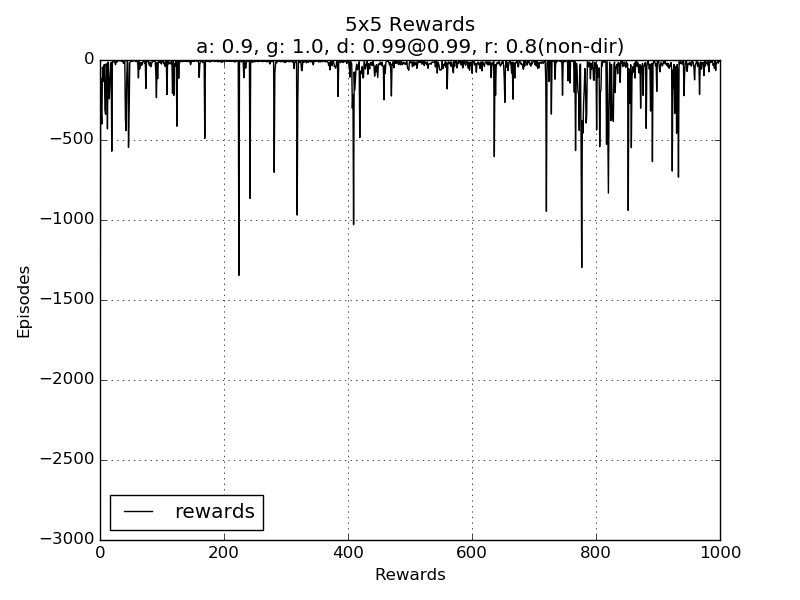 5x5 Rewards
a: 0.9, g: 1.0, d: 0.99@0.99, r: 0.8(non-dir)
0
−500
−1000
−1500
−2000
−2500
−3000
Episodes
rewards
0 200 400 600 800 1000
Rewards